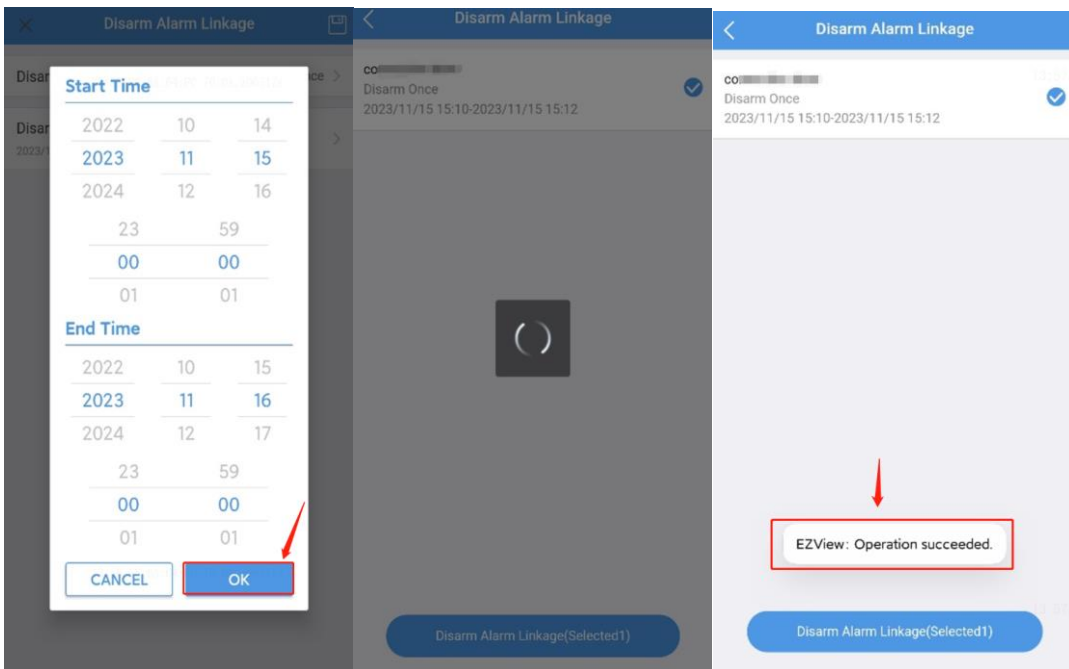 Disarm Alarm Linkage
Disar
ce >
Start Time
2022 10 14
2023 11 15
2024 12 16
23 59
00 00
01 01
Disar
2023/1
End Time
2022 10 15
2023 11 16
2024 12 17
23 59
00 00
01 01
CANCEL OK
Disarm Alarm Linkage
co
Disarm Once
2023/11/15 15:10-2023/11/15 15:12
Disarm Alarm Linkage(Selected1)
Disarm Alarm Linkage
co
Disarm Once
2023/11/15 15:10-2023/11/15 15:12
EZView: Operation succeeded.
Disarm Alarm Linkage(Selected1)